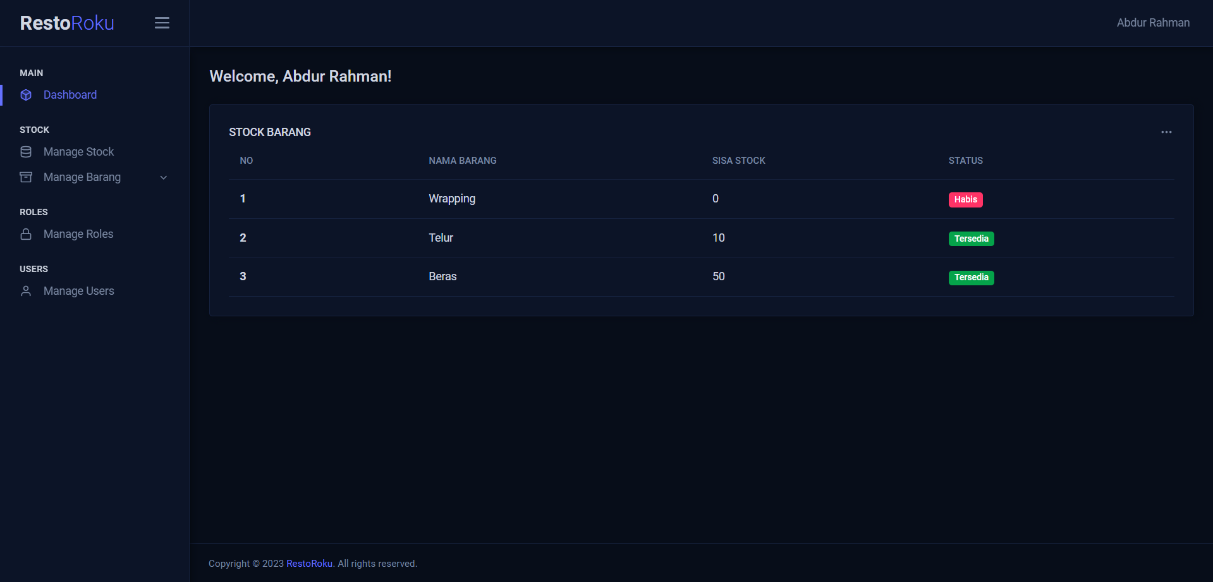 RestoRoku
Abdur Rahman
MAIN
Dashboard
STOCK
Manage Stock
Manage Barang
ROLES
Manage Roles
USERS
Manage Users
Welcome, Abdur Rahman!
STOCK BARANG
NO NAMA BARANG SISA STOCK STATUS
1 Wrapping 0 Habis
2 Telur 10 Tersedia
3 Beras 50 Tersedia
Copyright © 2023 RestoRoku. All rights reserved.